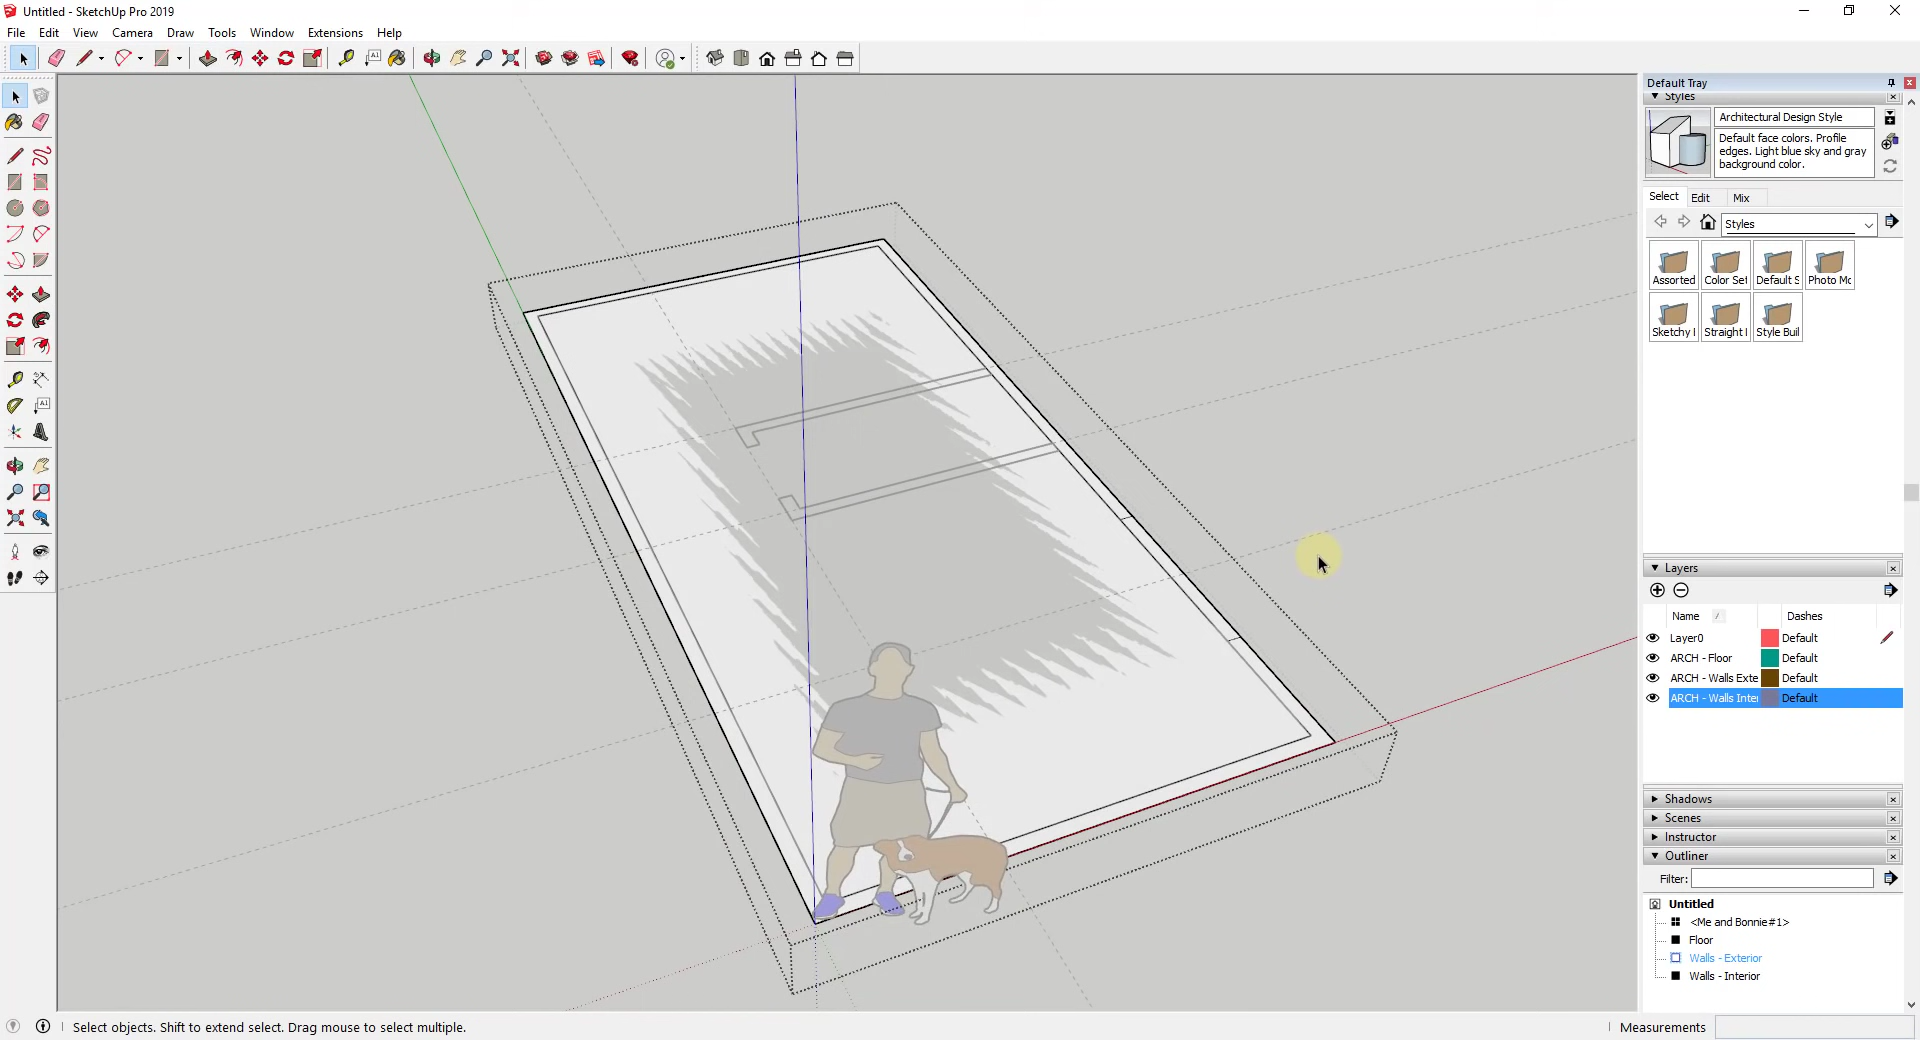 Untitled - SketchUp Pro 2019
File Edit View Camera Draw Tools Window Extensions Help
Default Tray
Styles
Architectural Design Style
Default face colors. Profile
edges. Light blue sky and gray
background color.
Select Edit Mix
Styles
Assorted Color Set Default S Photo Mo
Sketchy I Straight I Style Buil
Layers
Name Dashes
Layer0 Default
ARCH - Floor Default
ARCH - Walls Exte Default
ARCH - Walls Inte Default
Shadows
Scenes
Instructor
Outliner
Filter:
Untitled
<Me and Bonnie#1>
Floor
Walls - Exterior
Walls - Interior
Select objects. Shift to extend select. Drag mouse to select multiple.
Measurements